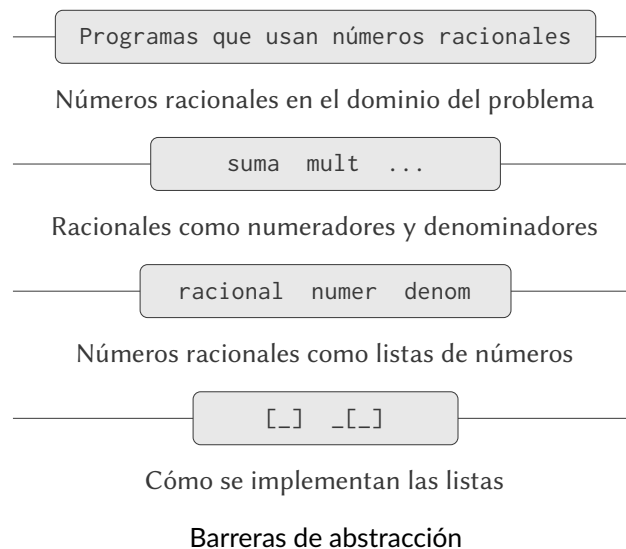 Programas que usan números racionales
Números racionales en el dominio del problema
suma mult ...
Racionales como numeradores y denominadores
racional numer denom
Números racionales como listas de números
[_] _[_]
Cómo se implementan las listas
Barreras de abstracción